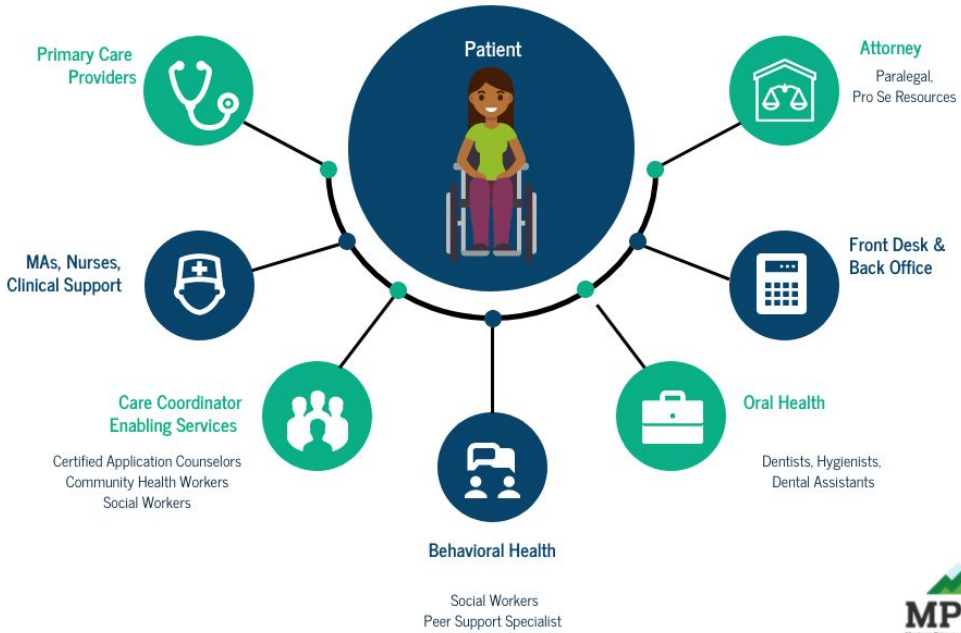 Patient
Primary Care
Providers
Attorney
Paralegal,
Pro Se Resources
MAs, Nurses,
Clinical Support
Front Desk &
Back Office
Care Coordinator
Enabling Services
Certified Application Counselors
Community Health Workers
Social Workers
Oral Health
Dentists, Hygienists,
Dental Assistants
Behavioral Health
Social Workers
Peer Support Specialist
MP